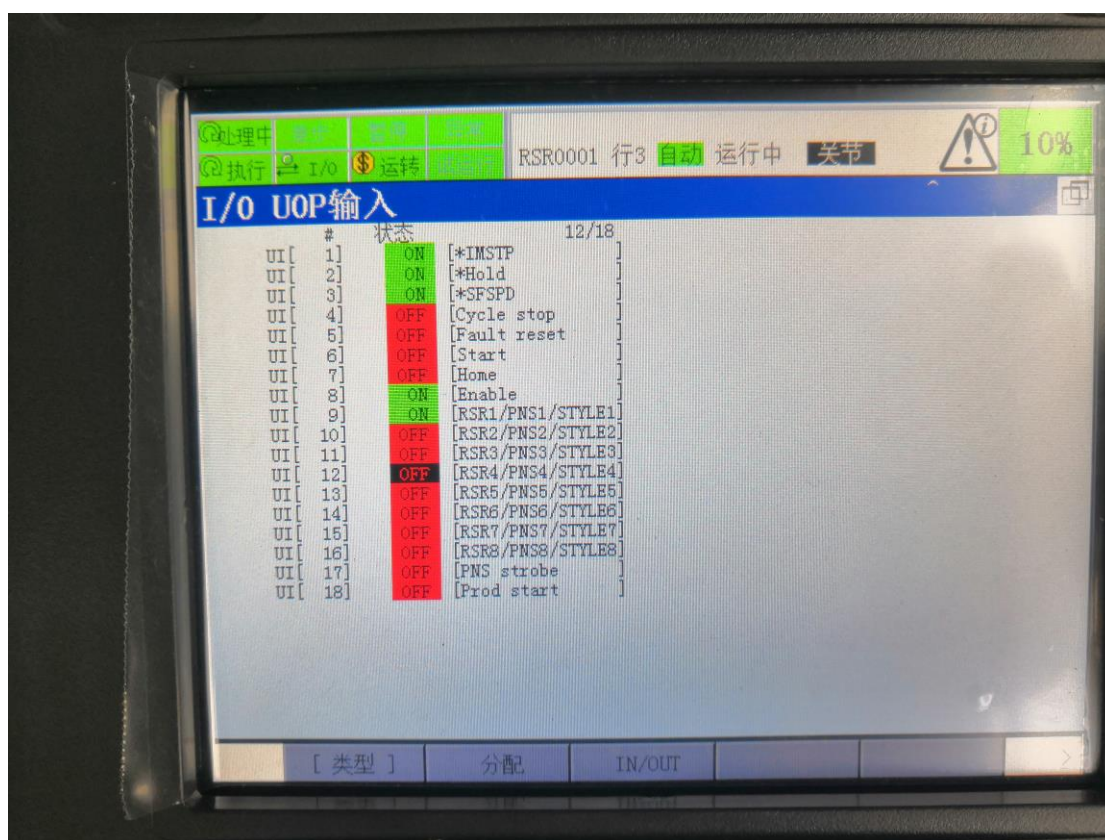 处理中
执行 I/O 运转
RSR0001 行3 自动 运行中 关节
10%
I/O UOP输入
# 状态 12/18
UI[ 1] ON [*IMSTP ]
UI[ 2] ON [*Hold ]
UI[ 3] ON [*SFSPD ]
UI[ 4] OFF [Cycle stop ]
UI[ 5] OFF [Fault reset ]
UI[ 6] OFF [Start ]
UI[ 7] OFF [Home ]
UI[ 8] ON [Enable ]
UI[ 9] ON [RSR1/PNS1/STYLE1]
UI[ 10] OFF [RSR2/PNS2/STYLE2]
UI[ 11] OFF [RSR3/PNS3/STYLE3]
UI[ 12] OFF [RSR4/PNS4/STYLE4]
UI[ 13] OFF [RSR5/PNS5/STYLE5]
UI[ 14] OFF [RSR6/PNS6/STYLE6]
UI[ 15] OFF [RSR7/PNS7/STYLE7]
UI[ 16] OFF [RSR8/PNS8/STYLE8]
UI[ 17] OFF [PNS strobe ]
UI[ 18] OFF [Prod start ]
[ 类型 ] 分配 IN/OUT >